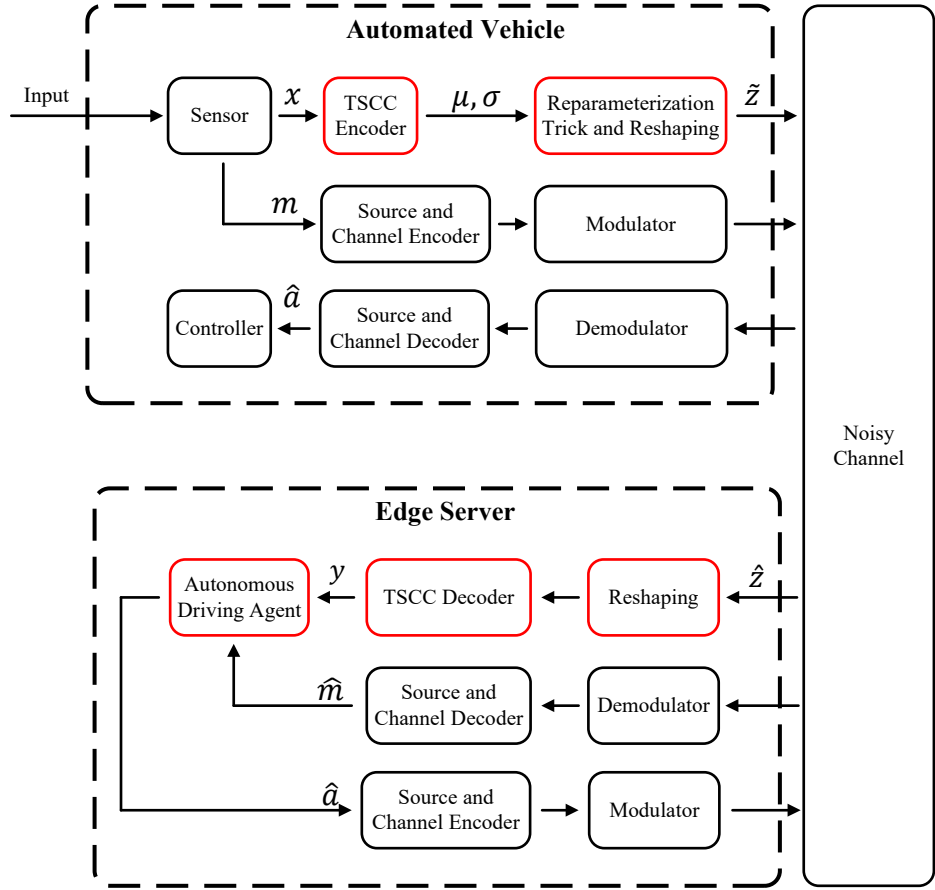 Automated Vehicle
Input
Sensor
x
TSCC
Encoder
μ, σ
Reparameterization
Trick and Reshaping
z̃
m
Source and
Channel Encoder
Modulator
Controller
â
Source and
Channel Decoder
Demodulator
Noisy
Channel
Edge Server
Autonomous
Driving Agent
y
TSCC Decoder
Reshaping
ẑ
m̂
Source and
Channel Decoder
Demodulator
â
Source and
Channel Encoder
Modulator